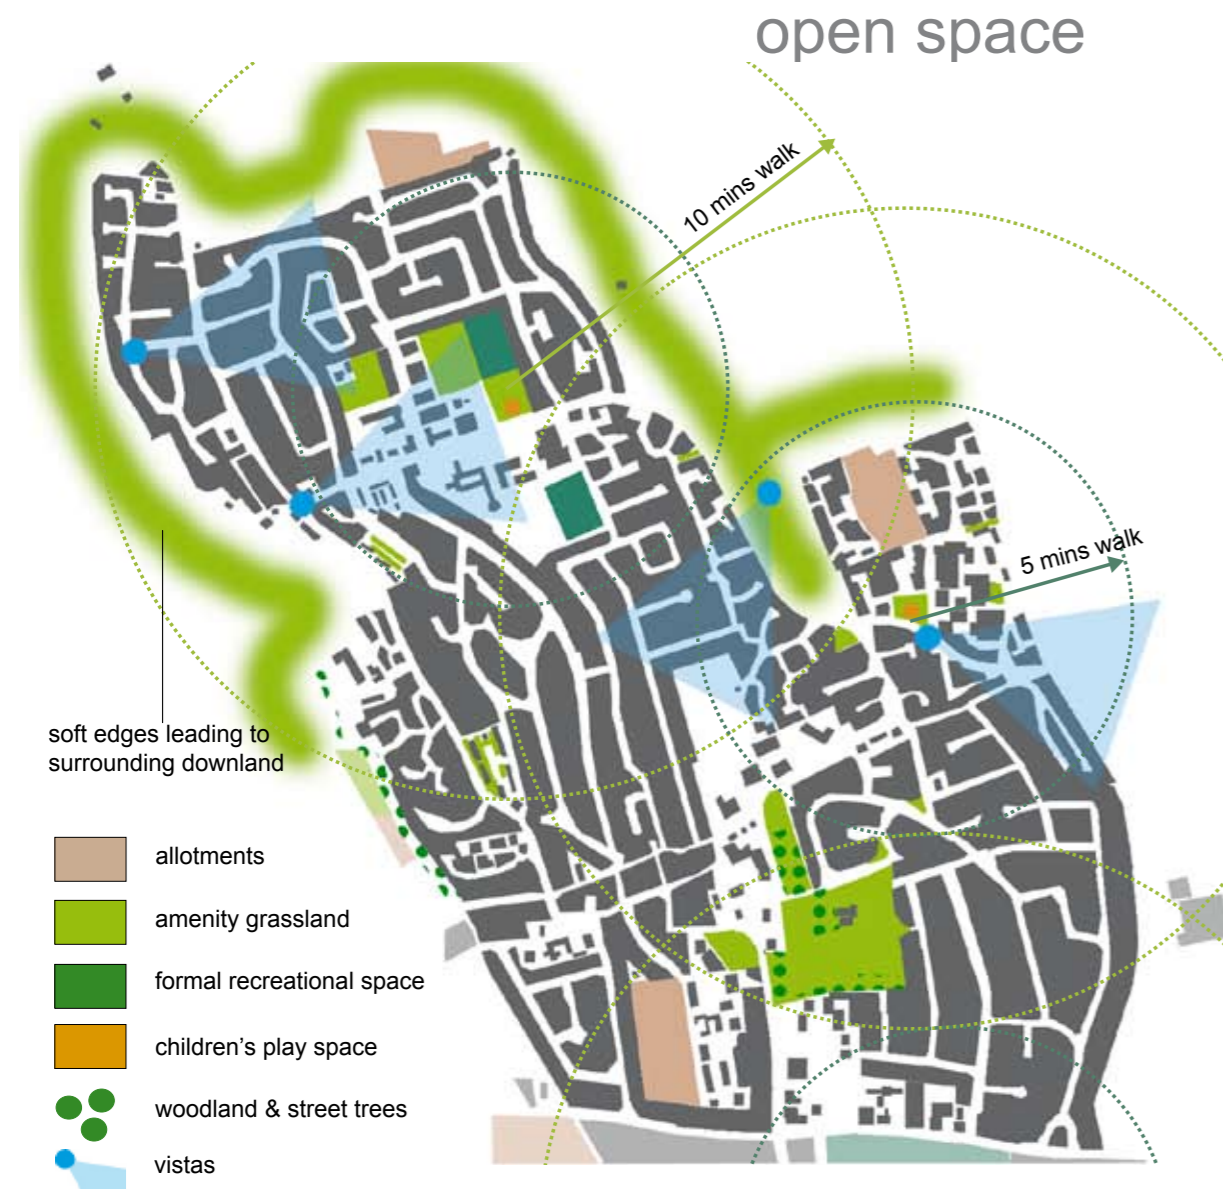 open space
10 mins walk
5 mins walk
soft edges leading to
surrounding downland
allotments
amenity grassland
formal recreational space
children's play space
woodland & street trees
vistas